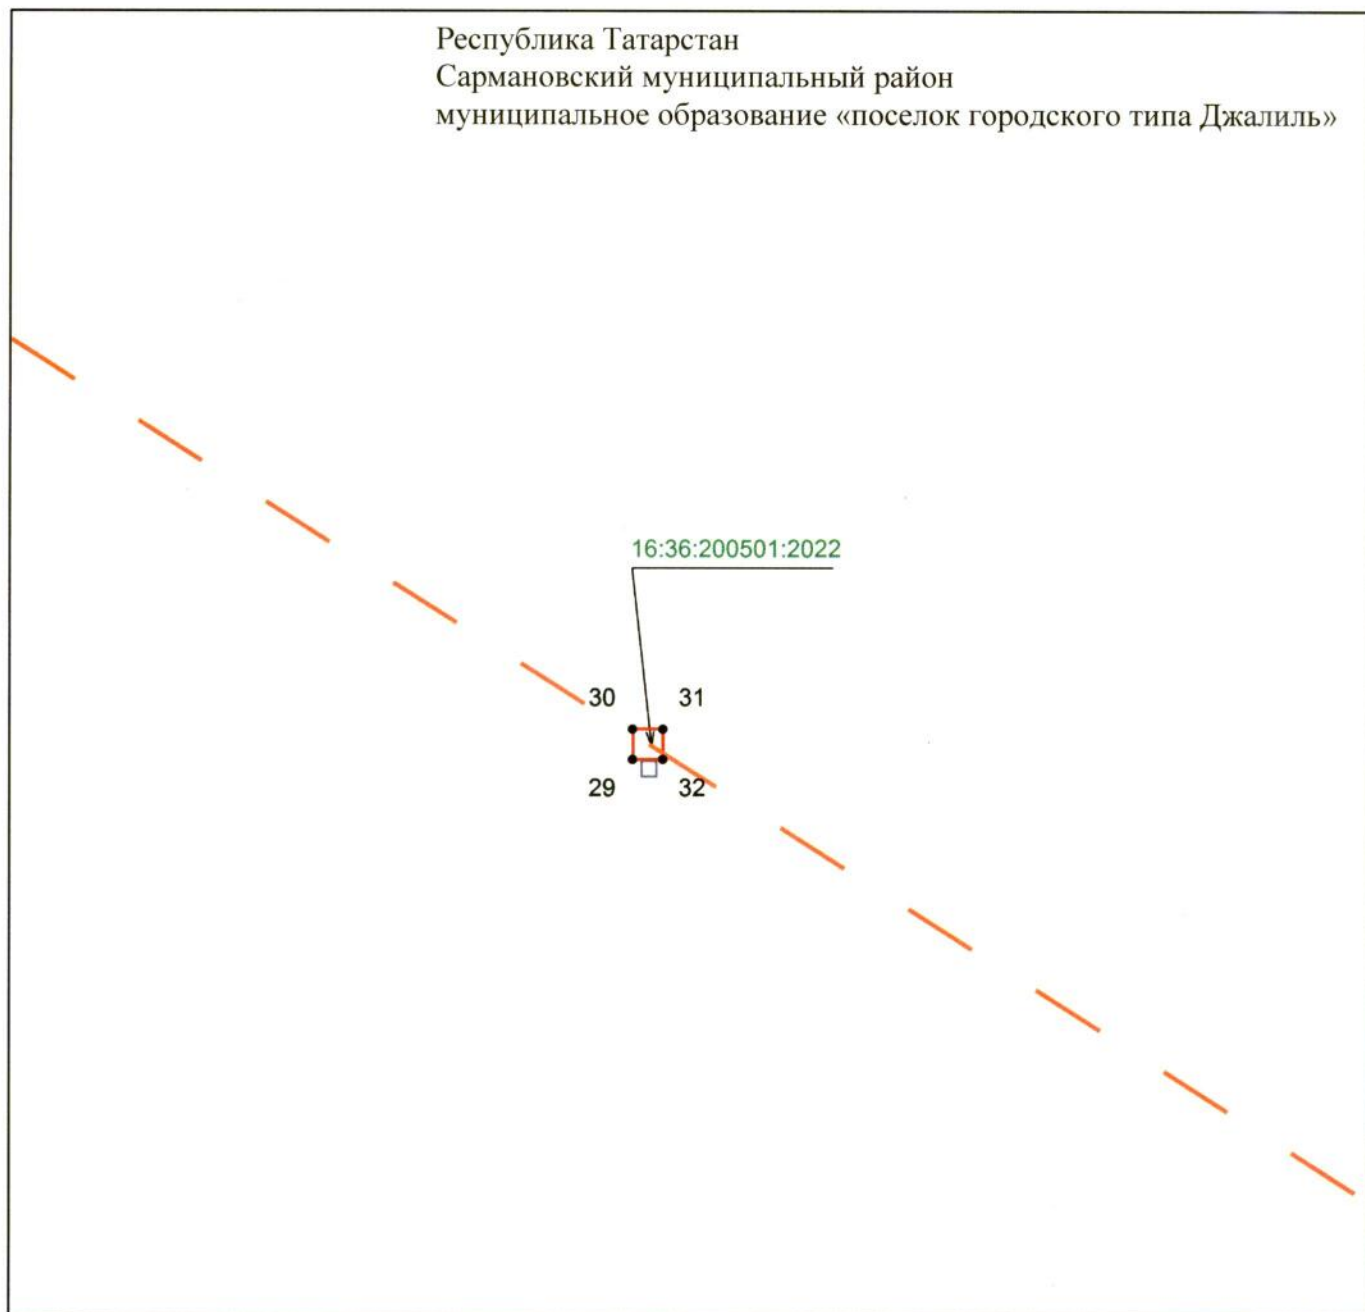 Республика Татарстан
Сармановский муниципальный район
муниципальное образование «поселок городского типа Джалиль»
16:36:200501:2022
30 31
29 32